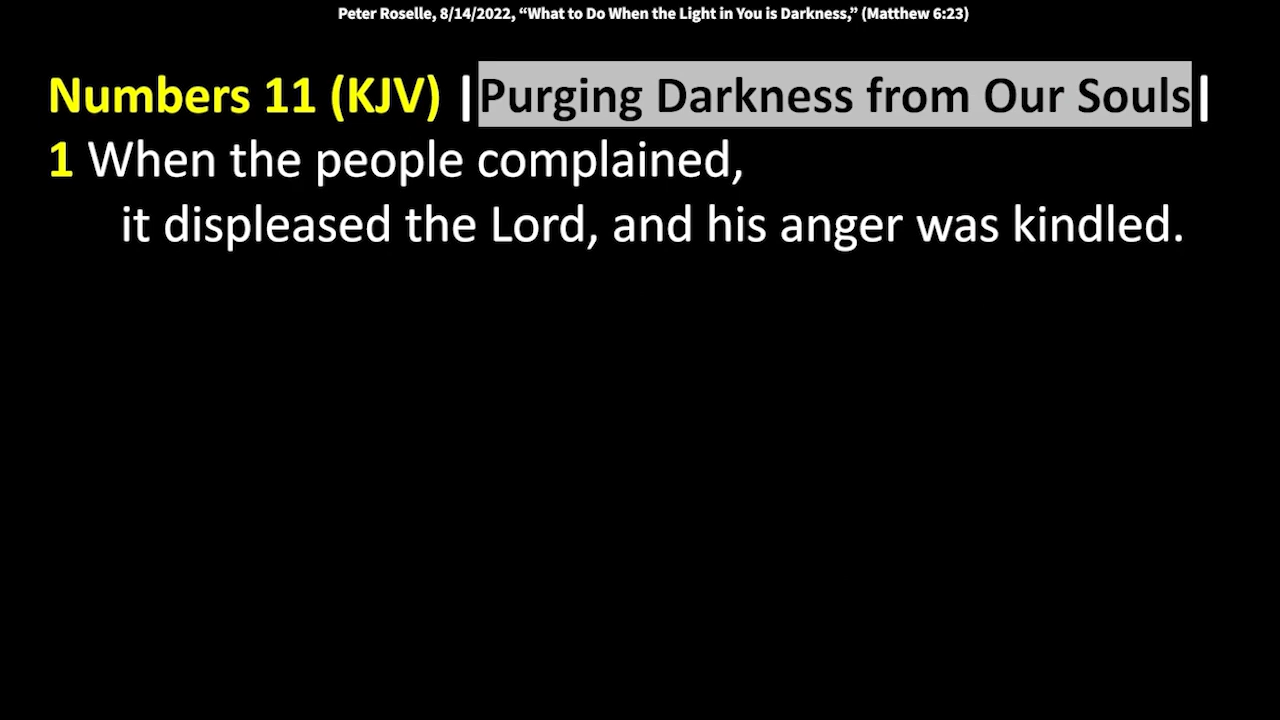 Peter Roselle, 8/14/2022, “What to Do When the Light in You is Darkness,” (Matthew 6:23)
Numbers 11 (KJV) |Purging Darkness from Our Souls|
1 When the people complained,
it displeased the Lord, and his anger was kindled.